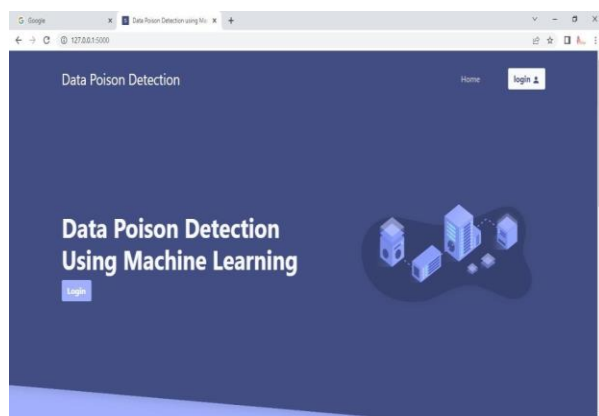 Google
Data Poison Detection using Ma
127.0.0.1:5000
Data Poison Detection
Home
login
Data Poison Detection
Using Machine Learning
Login